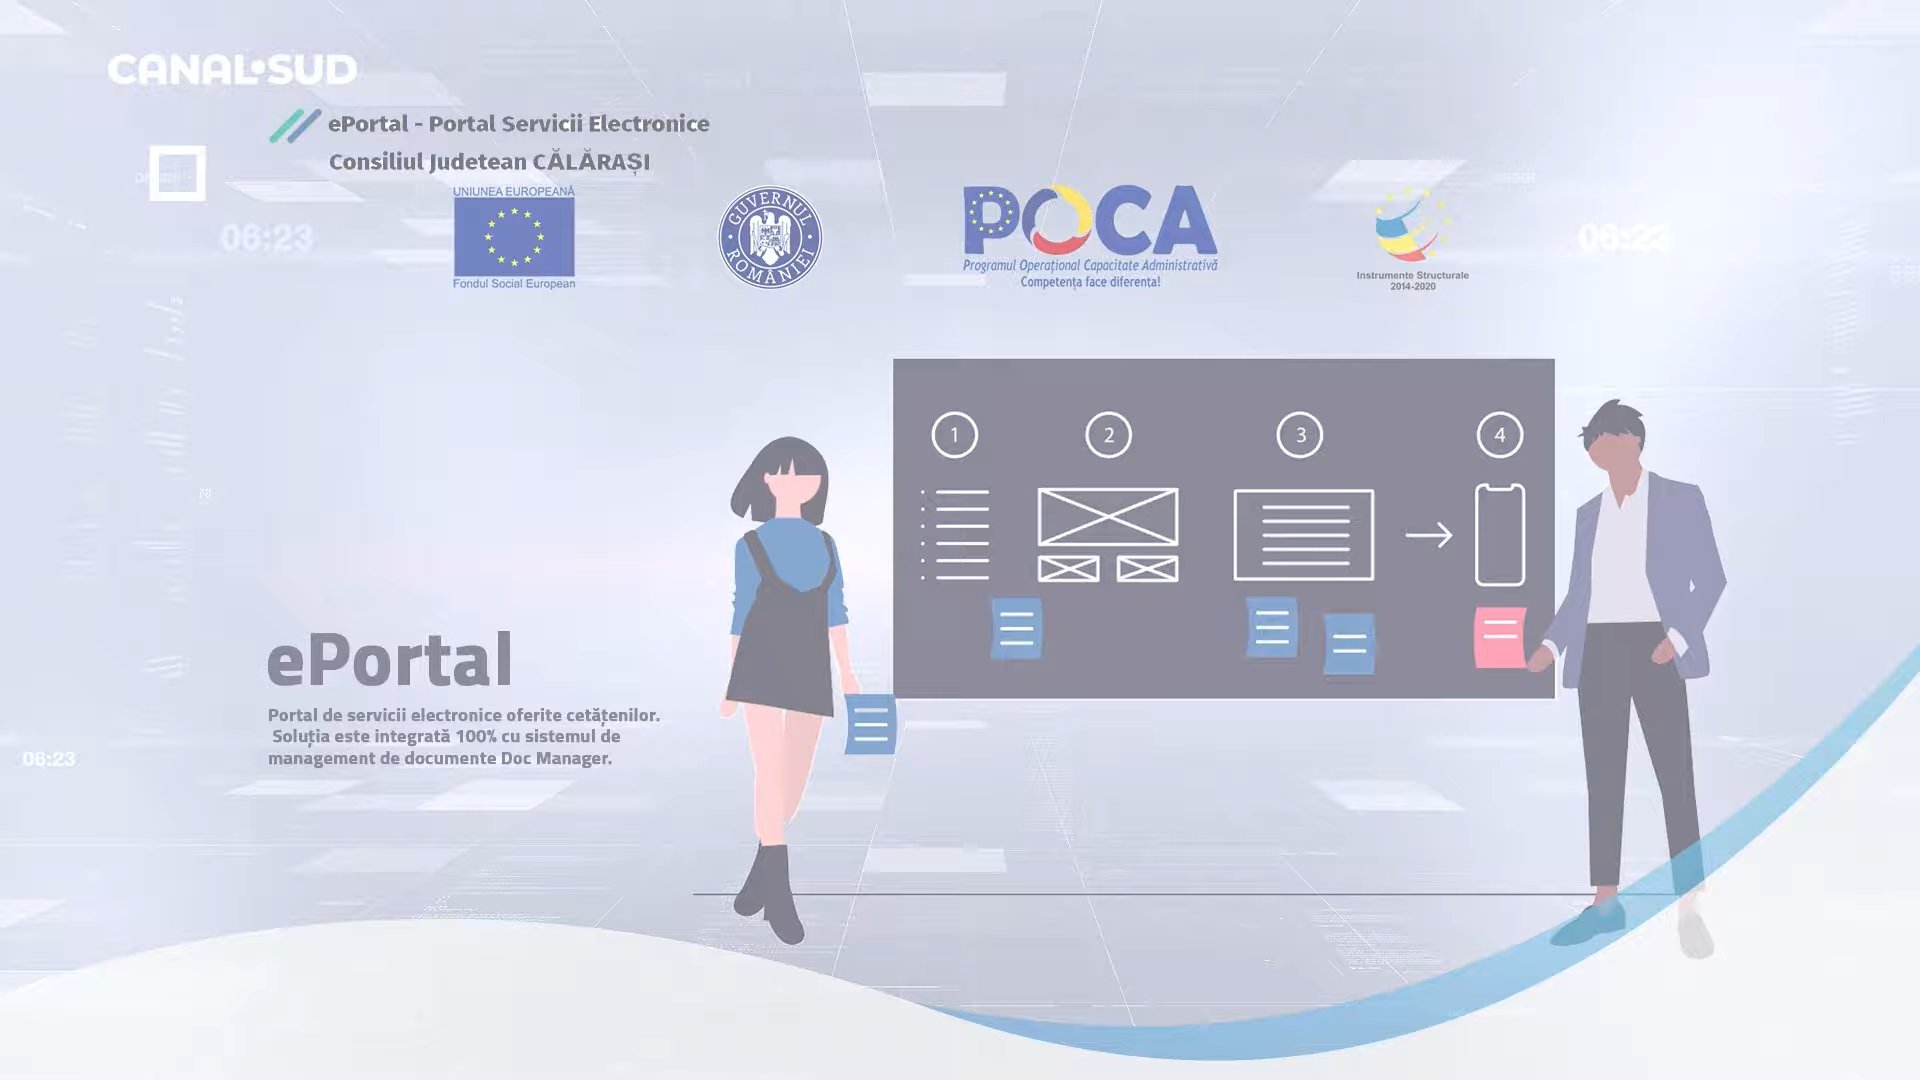 CANAL•SUD
ePortal - Portal Servicii Electronice
Consiliul Judetean CĂLĂRAȘI
UNIUNEA EUROPEANĂ
Fondul Social European
GUVERNUL
ROMÂNIEI
POCA
Programul Operațional Capacitate Administrativă
Competența face diferența!
Instrumente Structurale
2014-2020
06:23
06:23
1
2
3
4
ePortal
Portal de servicii electronice oferite cetățenilor.
Soluția este integrată 100% cu sistemul de
management de documente Doc Manager.
06:23